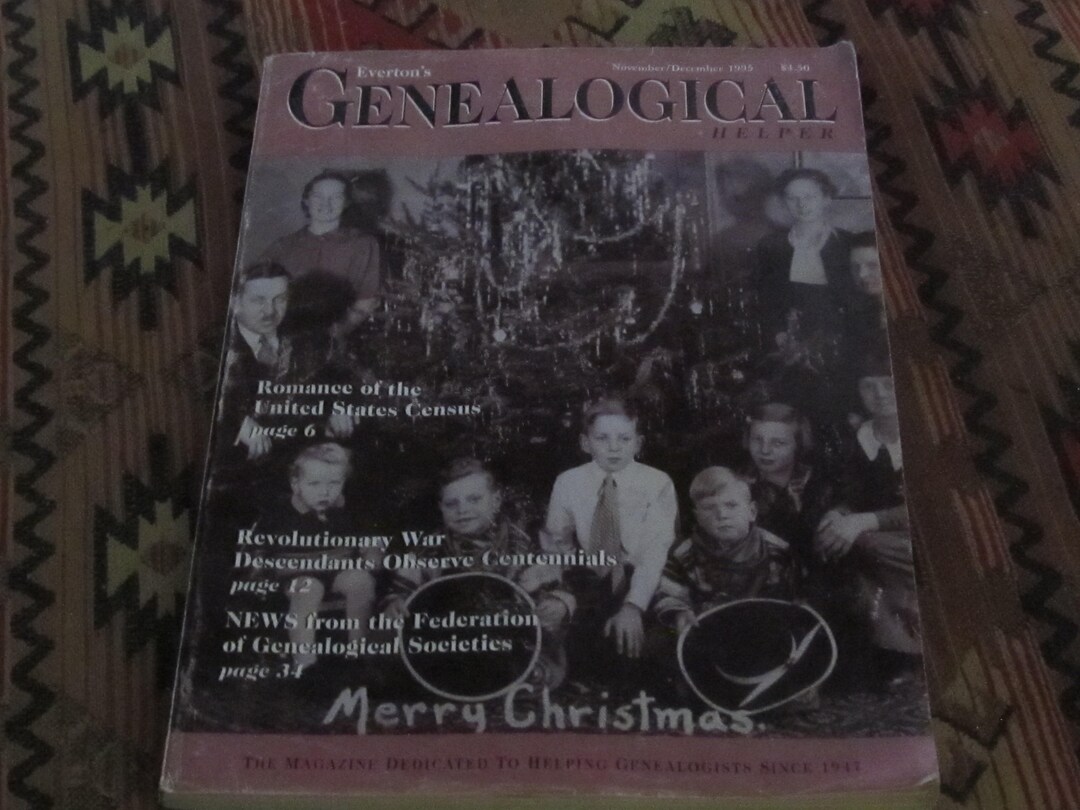 Everton's
November/December 1995 $4.50
GENEALOGICAL
HELPER
Romance of the
United States Census
page 6
Revolutionary War
Descendants Observe Centennials
page 12
NEWS from the Federation
of Genealogical Societies
page 34
Merry Christmas.
THE MAGAZINE DEDICATED TO HELPING GENEALOGISTS SINCE 1947